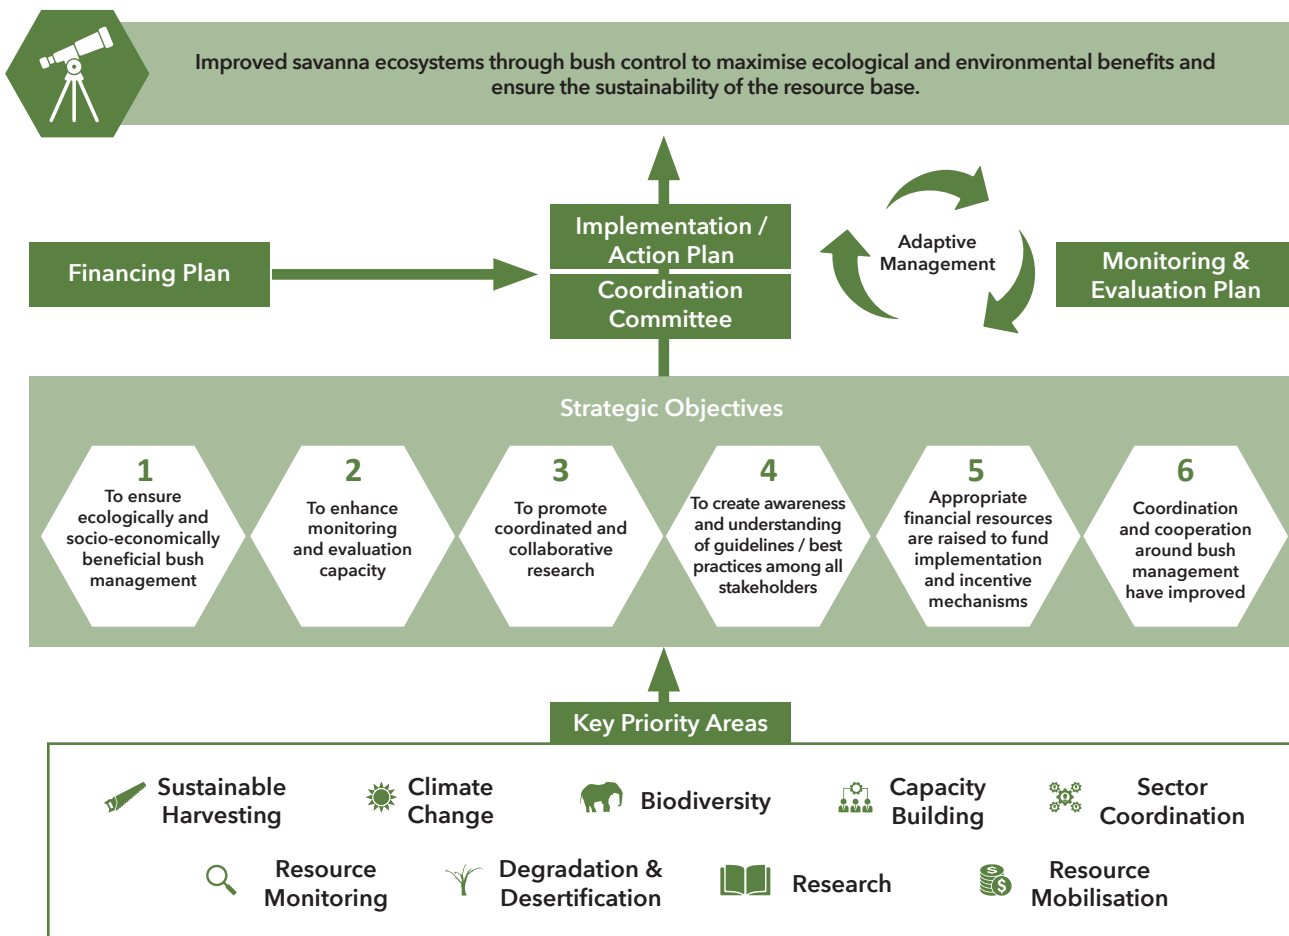 Improved savanna ecosystems through bush control to maximise ecological and environmental benefits and
ensure the sustainability of the resource base.
Implementation /
Action Plan
Coordination
Committee
Financing Plan
Adaptive
Management
Monitoring &
Evaluation Plan
Strategic Objectives
1
To ensure
ecologically and
socio-economically
beneficial bush
management
2
To enhance
monitoring
and evaluation
capacity
3
To promote
coordinated and
collaborative
research
4
To create awareness
and understanding
of guidelines / best
practices among all
stakeholders
5
Appropriate
financial resources
are raised to fund
implementation
and incentive
mechanisms
6
Coordination
and cooperation
around bush
management
have improved
Key Priority Areas
Sustainable
Harvesting
Climate
Change
Biodiversity
Capacity
Building
Sector
Coordination
Resource
Monitoring
Degradation &
Desertification
Research
Resource
Mobilisation